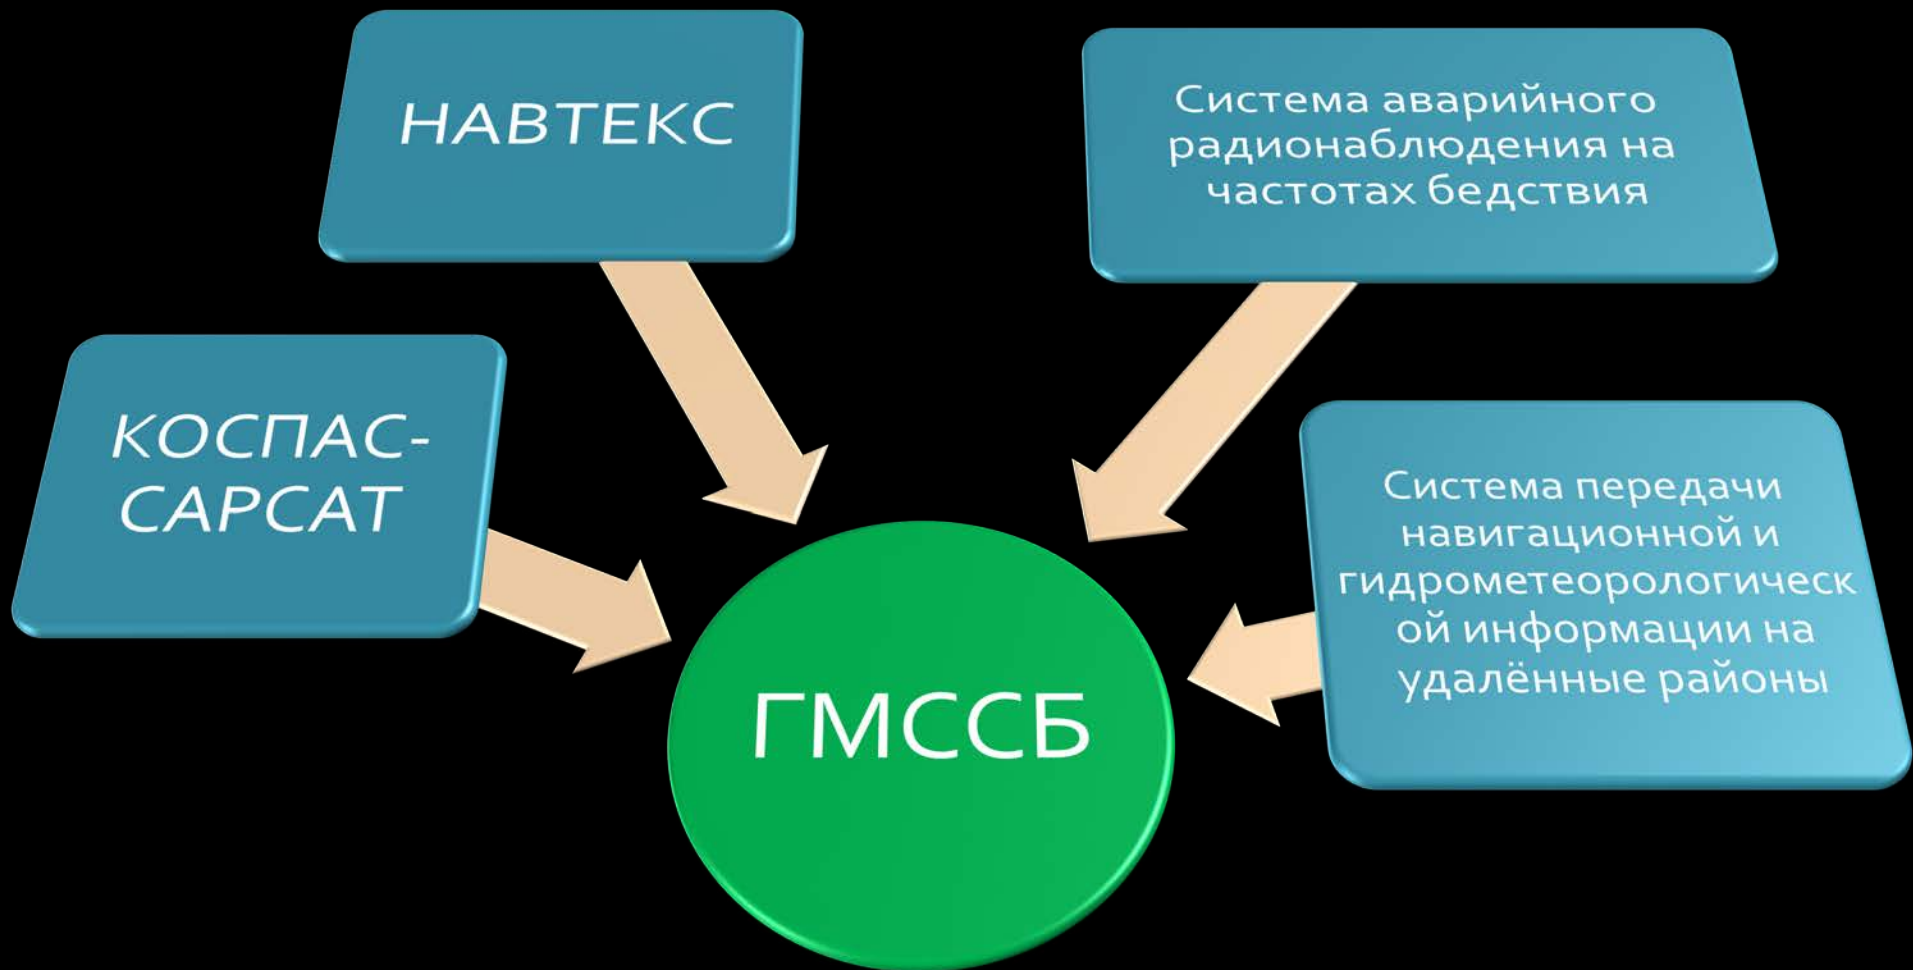 НАВТЕКС
Система аварийного
радионаблюдения на
частотах бедствия
КОСПАС-
САРСАТ
Система передачи
навигационной и
гидрометеорологическ
ой информации на
удалённые районы
ГМССБ